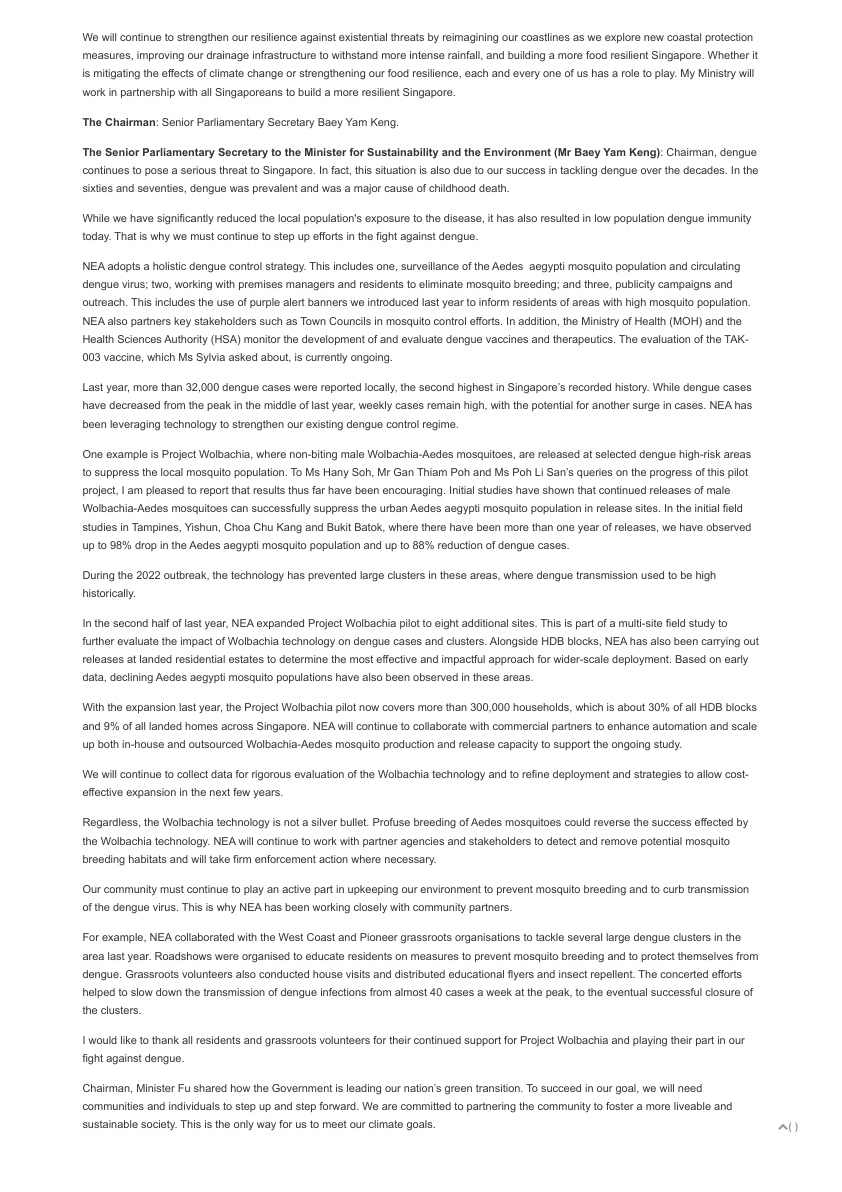 We will continue to strengthen our resilience against existential threats by reimagining our coastlines as we explore new coastal protection
measures, improving our drainage infrastructure to withstand more intense rainfall, and building a more food resilient Singapore. Whether it
is mitigating the effects of climate change or strengthening our food resilience, each and every one of us has a role to play. My Ministry will
work in partnership with all Singaporeans to build a more resilient Singapore.
The Chairman: Senior Parliamentary Secretary Baey Yam Keng.
The Senior Parliamentary Secretary to the Minister for Sustainability and the Environment (Mr Baey Yam Keng): Chairman, dengue
continues to pose a serious threat to Singapore. In fact, this situation is also due to our success in tackling dengue over the decades. In the
sixties and seventies, dengue was prevalent and was a major cause of childhood death.
While we have significantly reduced the local population's exposure to the disease, it has also resulted in low population dengue immunity
today. That is why we must continue to step up efforts in the fight against dengue.
NEA adopts a holistic dengue control strategy. This includes one, surveillance of the Aedes  aegypti mosquito population and circulating
dengue virus; two, working with premises managers and residents to eliminate mosquito breeding; and three, publicity campaigns and
outreach. This includes the use of purple alert banners we introduced last year to inform residents of areas with high mosquito population.
NEA also partners key stakeholders such as Town Councils in mosquito control efforts. In addition, the Ministry of Health (MOH) and the
Health Sciences Authority (HSA) monitor the development of and evaluate dengue vaccines and therapeutics. The evaluation of the TAK-
003 vaccine, which Ms Sylvia asked about, is currently ongoing.
Last year, more than 32,000 dengue cases were reported locally, the second highest in Singapore’s recorded history. While dengue cases
have decreased from the peak in the middle of last year, weekly cases remain high, with the potential for another surge in cases. NEA has
been leveraging technology to strengthen our existing dengue control regime.
One example is Project Wolbachia, where non-biting male Wolbachia-Aedes mosquitoes, are released at selected dengue high-risk areas
to suppress the local mosquito population. To Ms Hany Soh, Mr Gan Thiam Poh and Ms Poh Li San’s queries on the progress of this pilot
project, I am pleased to report that results thus far have been encouraging. Initial studies have shown that continued releases of male
Wolbachia-Aedes mosquitoes can successfully suppress the urban Aedes aegypti mosquito population in release sites. In the initial field
studies in Tampines, Yishun, Choa Chu Kang and Bukit Batok, where there have been more than one year of releases, we have observed
up to 98% drop in the Aedes aegypti mosquito population and up to 88% reduction of dengue cases.
During the 2022 outbreak, the technology has prevented large clusters in these areas, where dengue transmission used to be high
historically.
In the second half of last year, NEA expanded Project Wolbachia pilot to eight additional sites. This is part of a multi-site field study to
further evaluate the impact of Wolbachia technology on dengue cases and clusters. Alongside HDB blocks, NEA has also been carrying out
releases at landed residential estates to determine the most effective and impactful approach for wider-scale deployment. Based on early
data, declining Aedes aegypti mosquito populations have also been observed in these areas.
With the expansion last year, the Project Wolbachia pilot now covers more than 300,000 households, which is about 30% of all HDB blocks
and 9% of all landed homes across Singapore. NEA will continue to collaborate with commercial partners to enhance automation and scale
up both in-house and outsourced Wolbachia-Aedes mosquito production and release capacity to support the ongoing study.
We will continue to collect data for rigorous evaluation of the Wolbachia technology and to refine deployment and strategies to allow cost-
effective expansion in the next few years.
Regardless, the Wolbachia technology is not a silver bullet. Profuse breeding of Aedes mosquitoes could reverse the success effected by
the Wolbachia technology. NEA will continue to work with partner agencies and stakeholders to detect and remove potential mosquito
breeding habitats and will take firm enforcement action where necessary.
Our community must continue to play an active part in upkeeping our environment to prevent mosquito breeding and to curb transmission
of the dengue virus. This is why NEA has been working closely with community partners.
For example, NEA collaborated with the West Coast and Pioneer grassroots organisations to tackle several large dengue clusters in the
area last year. Roadshows were organised to educate residents on measures to prevent mosquito breeding and to protect themselves from
dengue. Grassroots volunteers also conducted house visits and distributed educational flyers and insect repellent. The concerted efforts
helped to slow down the transmission of dengue infections from almost 40 cases a week at the peak, to the eventual successful closure of
the clusters.
I would like to thank all residents and grassroots volunteers for their continued support for Project Wolbachia and playing their part in our
fight against dengue.
Chairman, Minister Fu shared how the Government is leading our nation’s green transition. To succeed in our goal, we will need
communities and individuals to step up and step forward. We are committed to partnering the community to foster a more liveable and
sustainable society. This is the only way for us to meet our climate goals.
( )